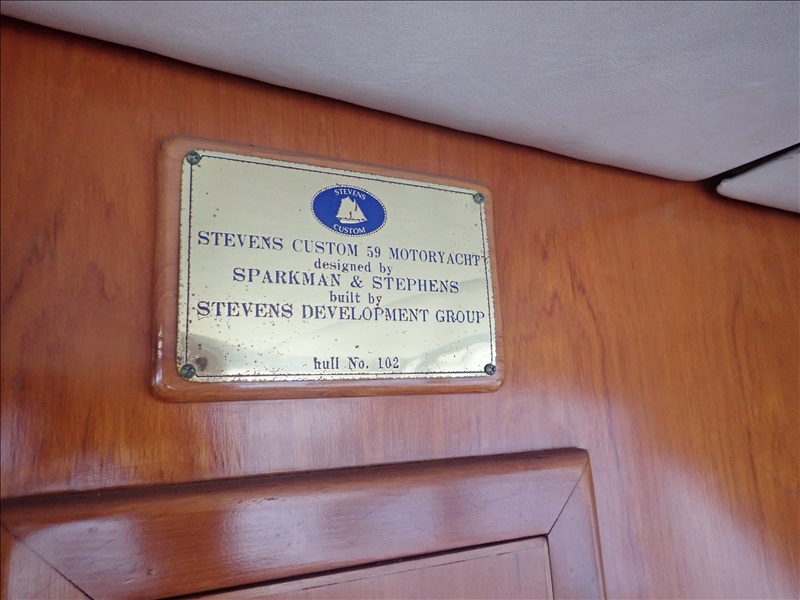 STEVENS
CUSTOM
STEVENS CUSTOM 59 MOTORYACHT
designed by
SPARKMAN & STEPHENS
built by
STEVENS DEVELOPMENT GROUP
hull No. 102